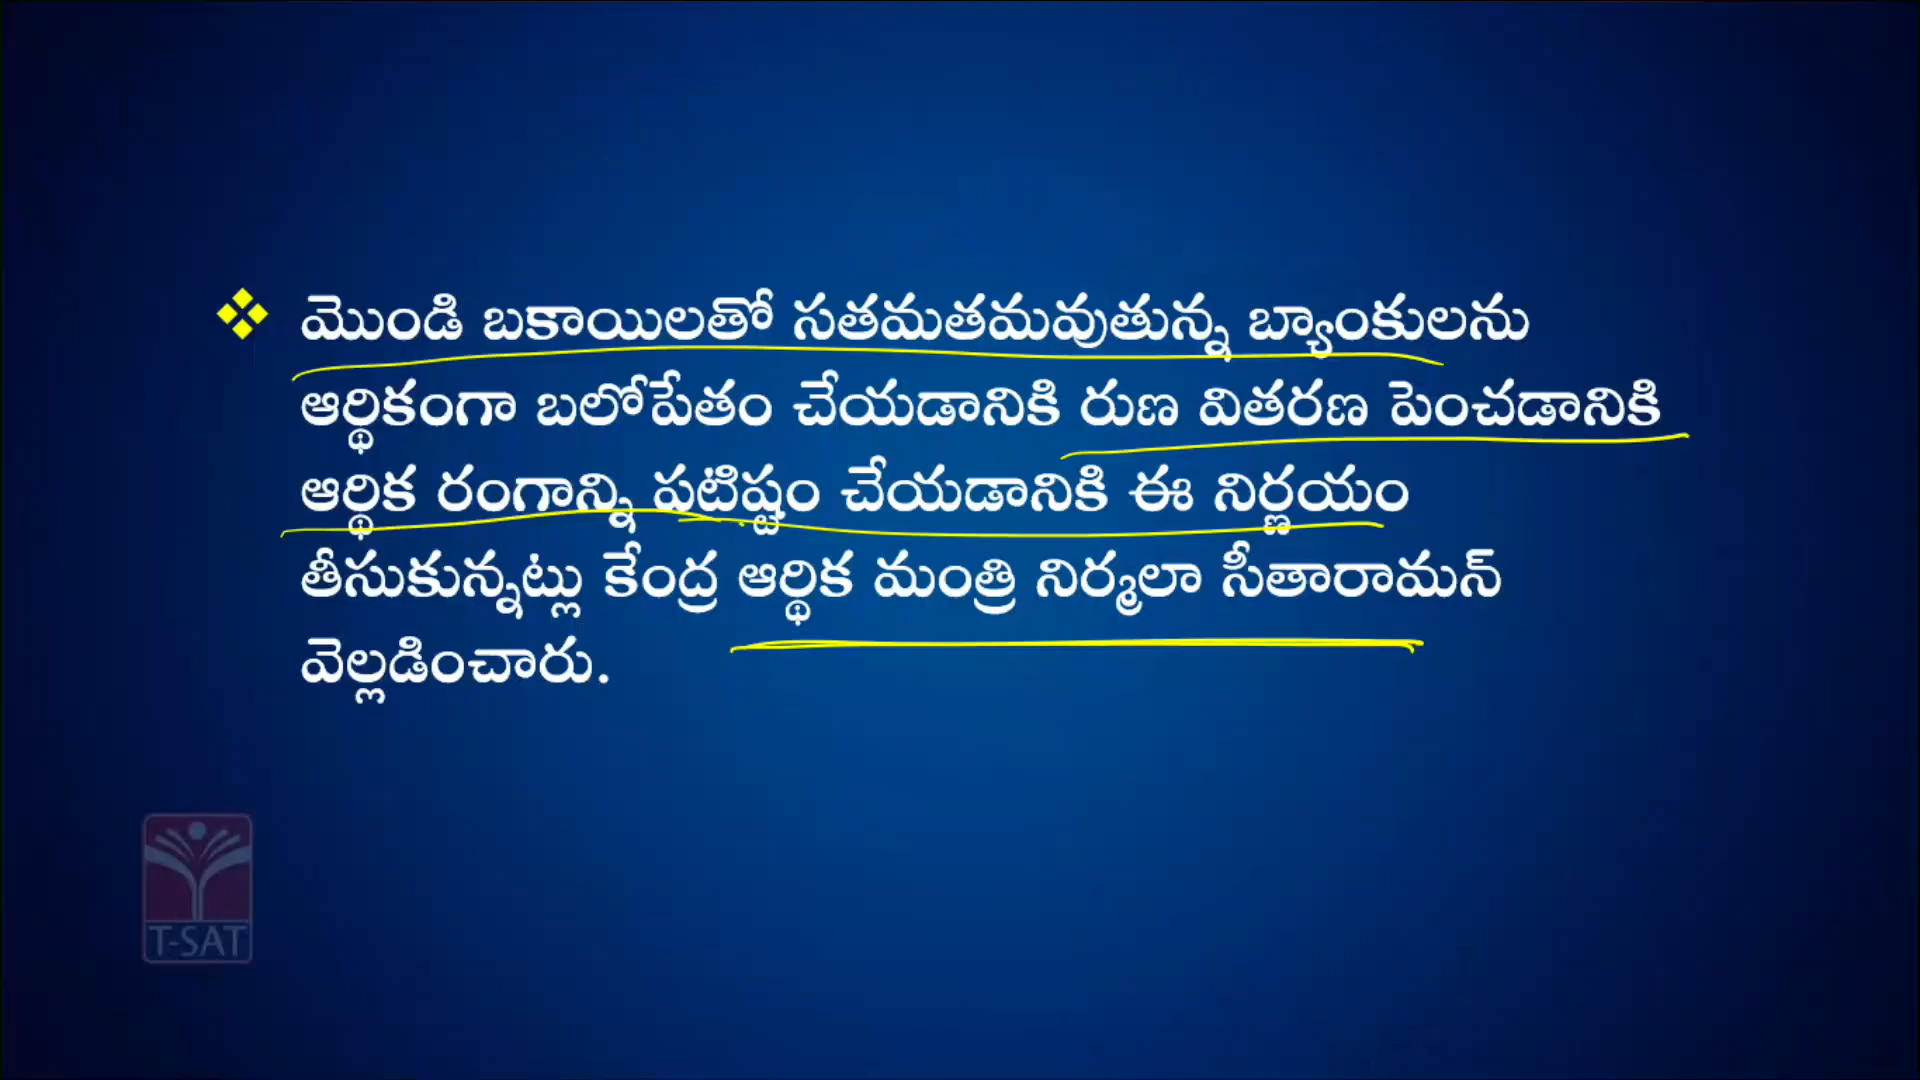 మొండి బకాయిలతో సతమతమవుతున్న బ్యాంకులను
ఆర్థికంగా బలోపేతం చేయడానికి రుణ వితరణ పెంచడానికి
ఆర్థిక రంగాన్ని పటిష్టం చేయడానికి ఈ నిర్ణయం
తీసుకున్నట్లు కేంద్ర ఆర్థిక మంత్రి నిర్మలా సీతారామన్
వెల్లడించారు.
T-SAT